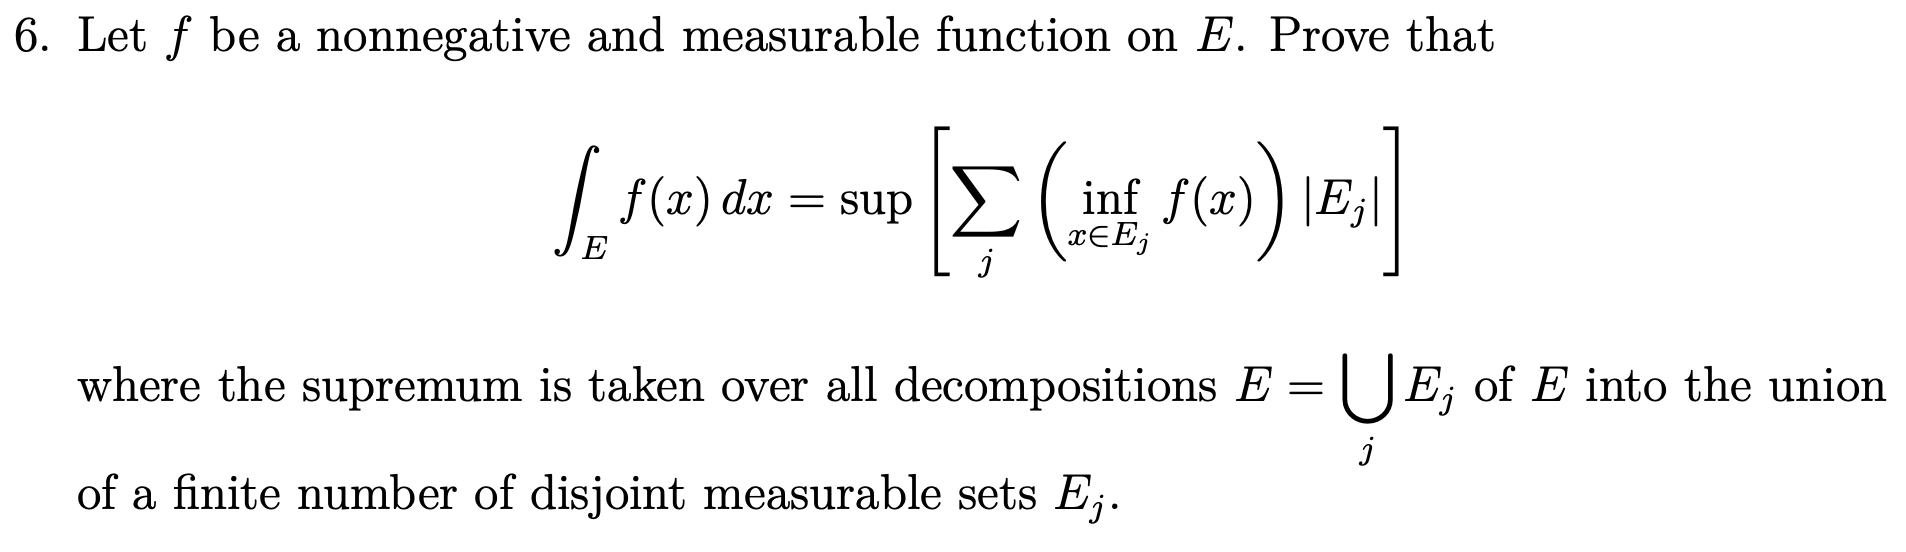 6. Let f be a nonnegative and measurable function on E. Prove that
∫_E f(x) dx = sup [ ∑_j ( inf_{x∈E_j} f(x) ) |E_j| ]
where the supremum is taken over all decompositions E = ⋃_j E_j of E into the union
of a finite number of disjoint measurable sets E_j.